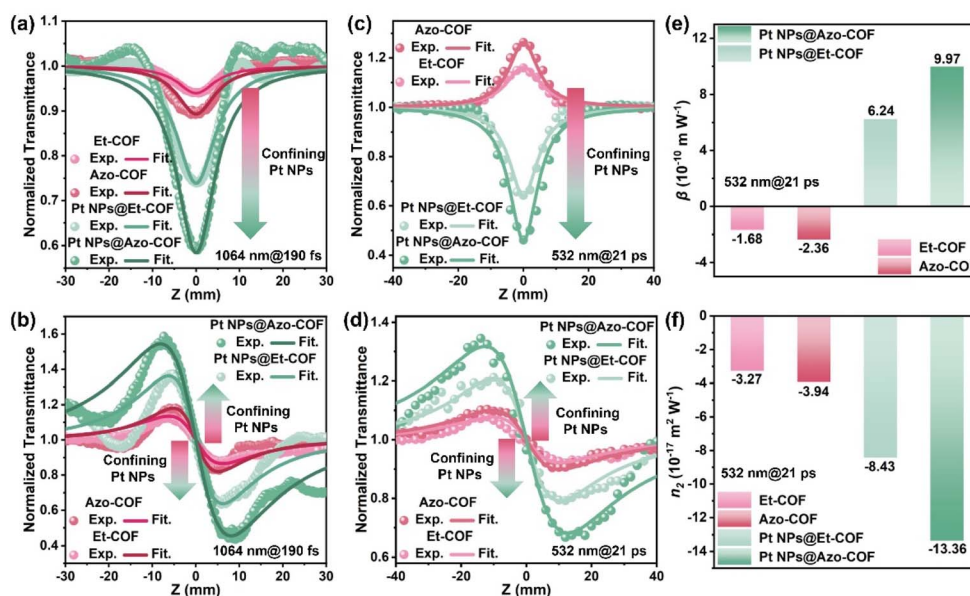 (a)
Normalized Transmittance
1.0
0.9
0.8
0.7
0.6
Et-COF
Exp. Fit.
Azo-COF
Exp. Fit.
Pt NPs@Et-COF
Exp. Fit.
Pt NPs@Azo-COF
Exp. Fit.
Confining
Pt NPs
1064 nm@190 fs
-30 -20 -10 0 10 20 30
Z (mm)
(c)
Normalized Transmittance
1.4
1.2
1.0
0.8
0.6
0.4
Azo-COF
Exp. Fit.
Et-COF
Exp. Fit.
Confining
Pt NPs
Pt NPs@Et-COF
Exp. Fit.
Pt NPs@Azo-COF
Exp. Fit.
532 nm@21 ps
-40 -20 0 20 40
Z (mm)
(e)
β (10⁻¹⁰ m W⁻¹)
12
8
4
0
-2
-4
Pt NPs@Azo-COF
Pt NPs@Et-COF
9.97
6.24
532 nm@21 ps
-1.68
-2.36
Et-COF
Azo-CO
(b)
Normalized Transmittance
1.8
1.6
1.4
1.2
1.0
0.8
0.6
0.4
Pt NPs@Azo-COF
Exp. Fit.
Pt NPs@Et-COF
Exp. Fit.
Confining
Pt NPs
Confining
Pt NPs
Azo-COF
Exp. Fit.
Et-COF
Exp. Fit.
1064 nm@190 fs
-30 -20 -10 0 10 20 30
Z (mm)
(d)
Normalized Transmittance
1.4
1.2
1.0
0.8
0.6
Pt NPs@Azo-COF
Exp. Fit.
Pt NPs@Et-COF
Exp. Fit.
Confining
Pt NPs
Confining
Pt NPs
Azo-COF
Exp. Fit.
Et-COF
Exp. Fit.
532 nm@21 ps
-40 -20 0 20 40
Z (mm)
(f)
n₂ (10⁻¹⁷ m² W⁻¹)
0
-2
-4
-6
-8
-10
-12
-14
-3.27
-3.94
-8.43
-13.36
532 nm@21 ps
Et-COF
Azo-COF
Pt NPs@Et-COF
Pt NPs@Azo-COF